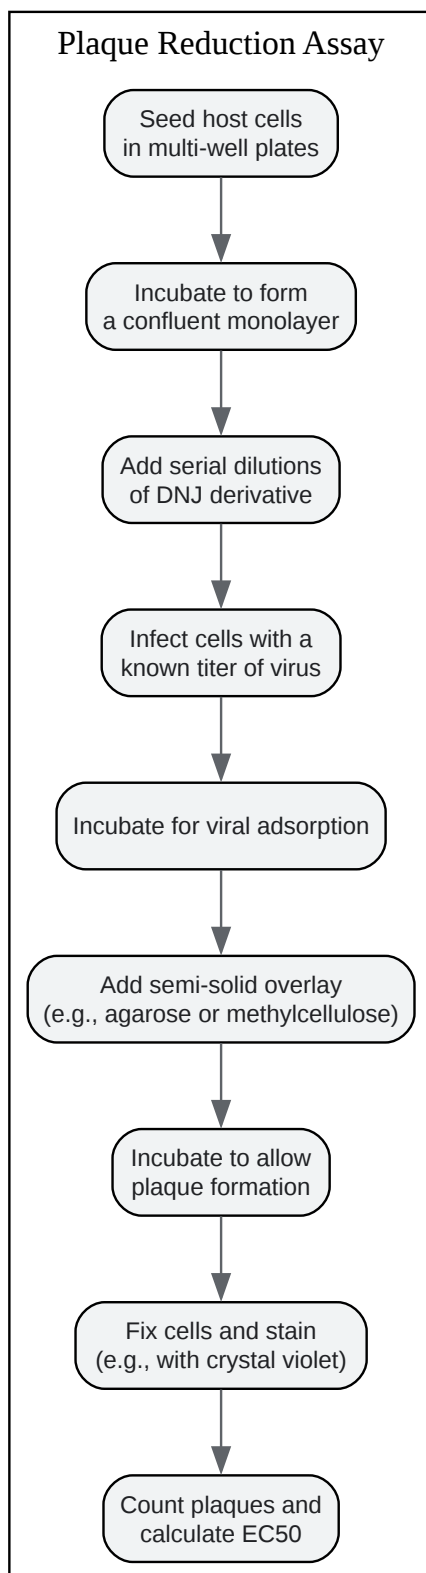 Plaque Reduction Assay
Seed host cells
in multi-well plates
Incubate to form
a confluent monolayer
Add serial dilutions
of DNJ derivative
Infect cells with a
known titer of virus
Incubate for viral adsorption
Add semi-solid overlay
(e.g., agarose or methylcellulose)
Incubate to allow
plaque formation
Fix cells and stain
(e.g., with crystal violet)
Count plaques and
calculate EC50